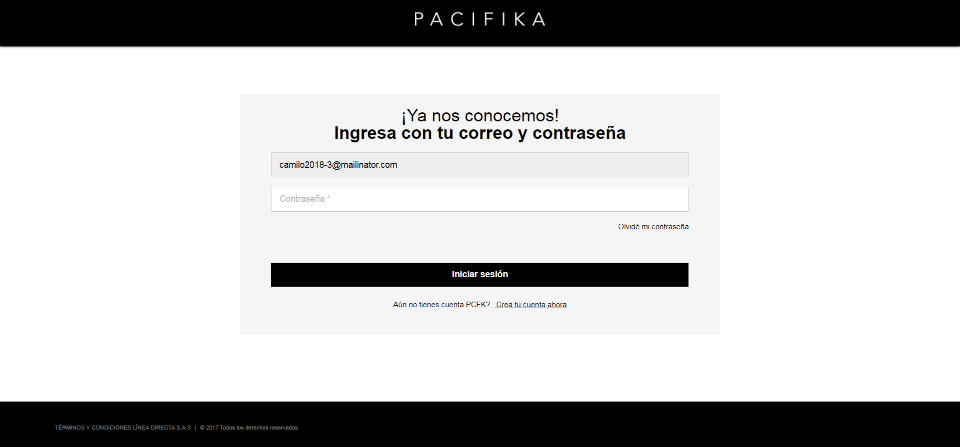 PACIFIKA
¡Ya nos conocemos!
Ingresa con tu correo y contraseña
camilo2018-3@mailinator.com
Contraseña *
Olvidé mi contraseña
Iniciar sesión
Aún no tienes cuenta PCFK? Crea tu cuenta ahora
TÉRMINOS Y CONDICIONES LÍNEA DIRECTA S.A.S | © 2017 Todos los derechos reservados.